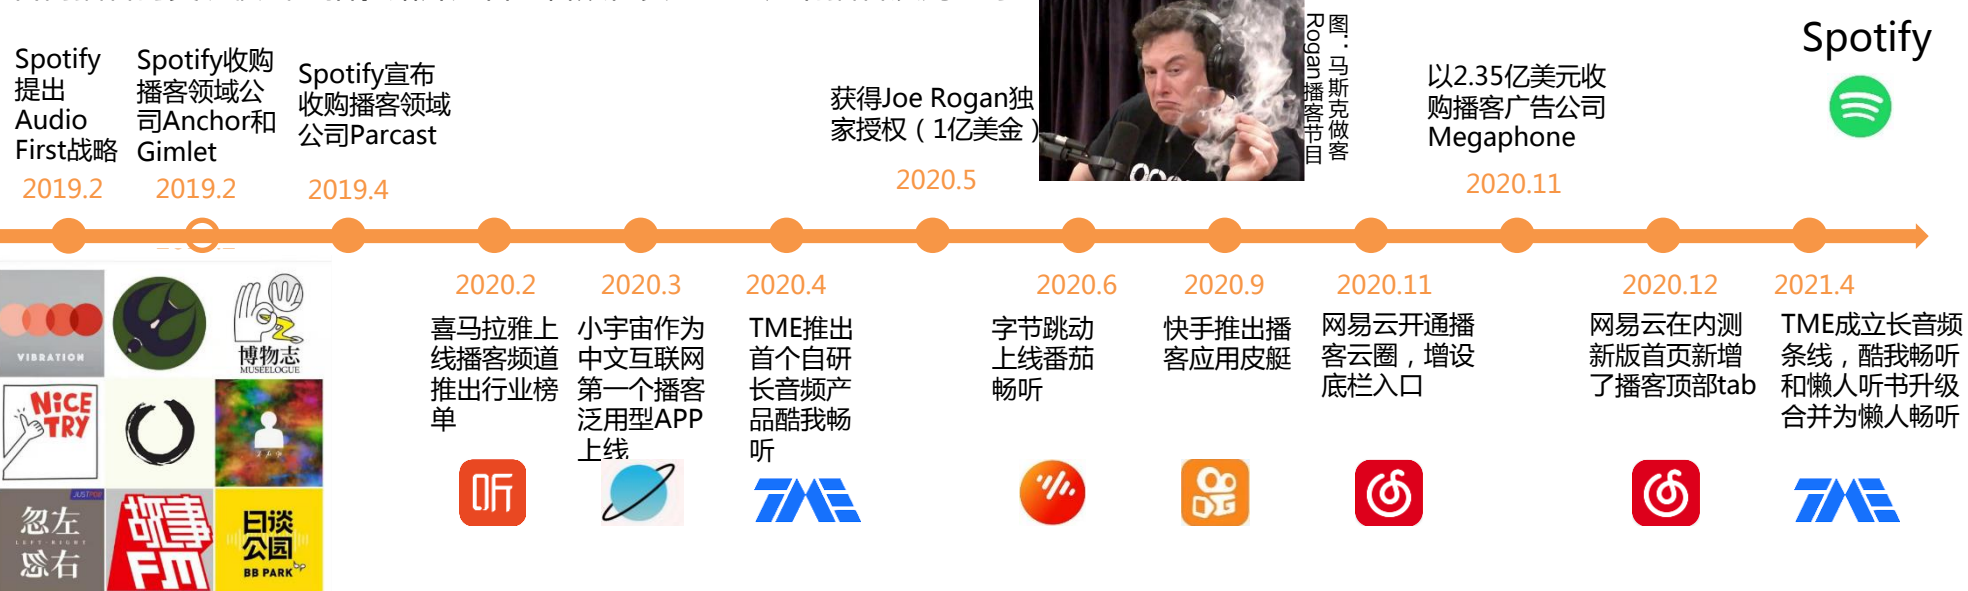 Spotify
提出
Audio
First战略
2019.2
Spotify收购
播客领域公
司Anchor和
Gimlet
2019.2
Spotify宣布
收购播客领域
公司Parcast
2019.4
获得Joe Rogan独
家授权（1亿美金）
2020.5
图：马斯克做客
Rogan播客节目
以2.35亿美元收
购播客广告公司
Megaphone
2020.11
Spotify
VIBRATION
博物志
MUSEELOGUE
NiCE
TRY
JUSTPOD
忽左
LEFT-RIGHT
忽右
故事
FM
日谈
公园
BB PARK
2020.2
喜马拉雅上
线播客频道
推出行业榜
单
听
2020.3
小宇宙作为
中文互联网
第一个播客
泛用型APP
上线
2020.4
TME推出
首个自研
长音频产
品酷我畅
听
TME
2020.6
字节跳动
上线番茄
畅听
2020.9
快手推出播
客应用皮艇
2020.11
网易云开通播
客云圈，增设
底栏入口
2020.12
网易云在内测
新版首页新增
了播客顶部tab
2021.4
TME成立长音频
条线，酷我畅听
和懒人听书升级
合并为懒人畅听
TME